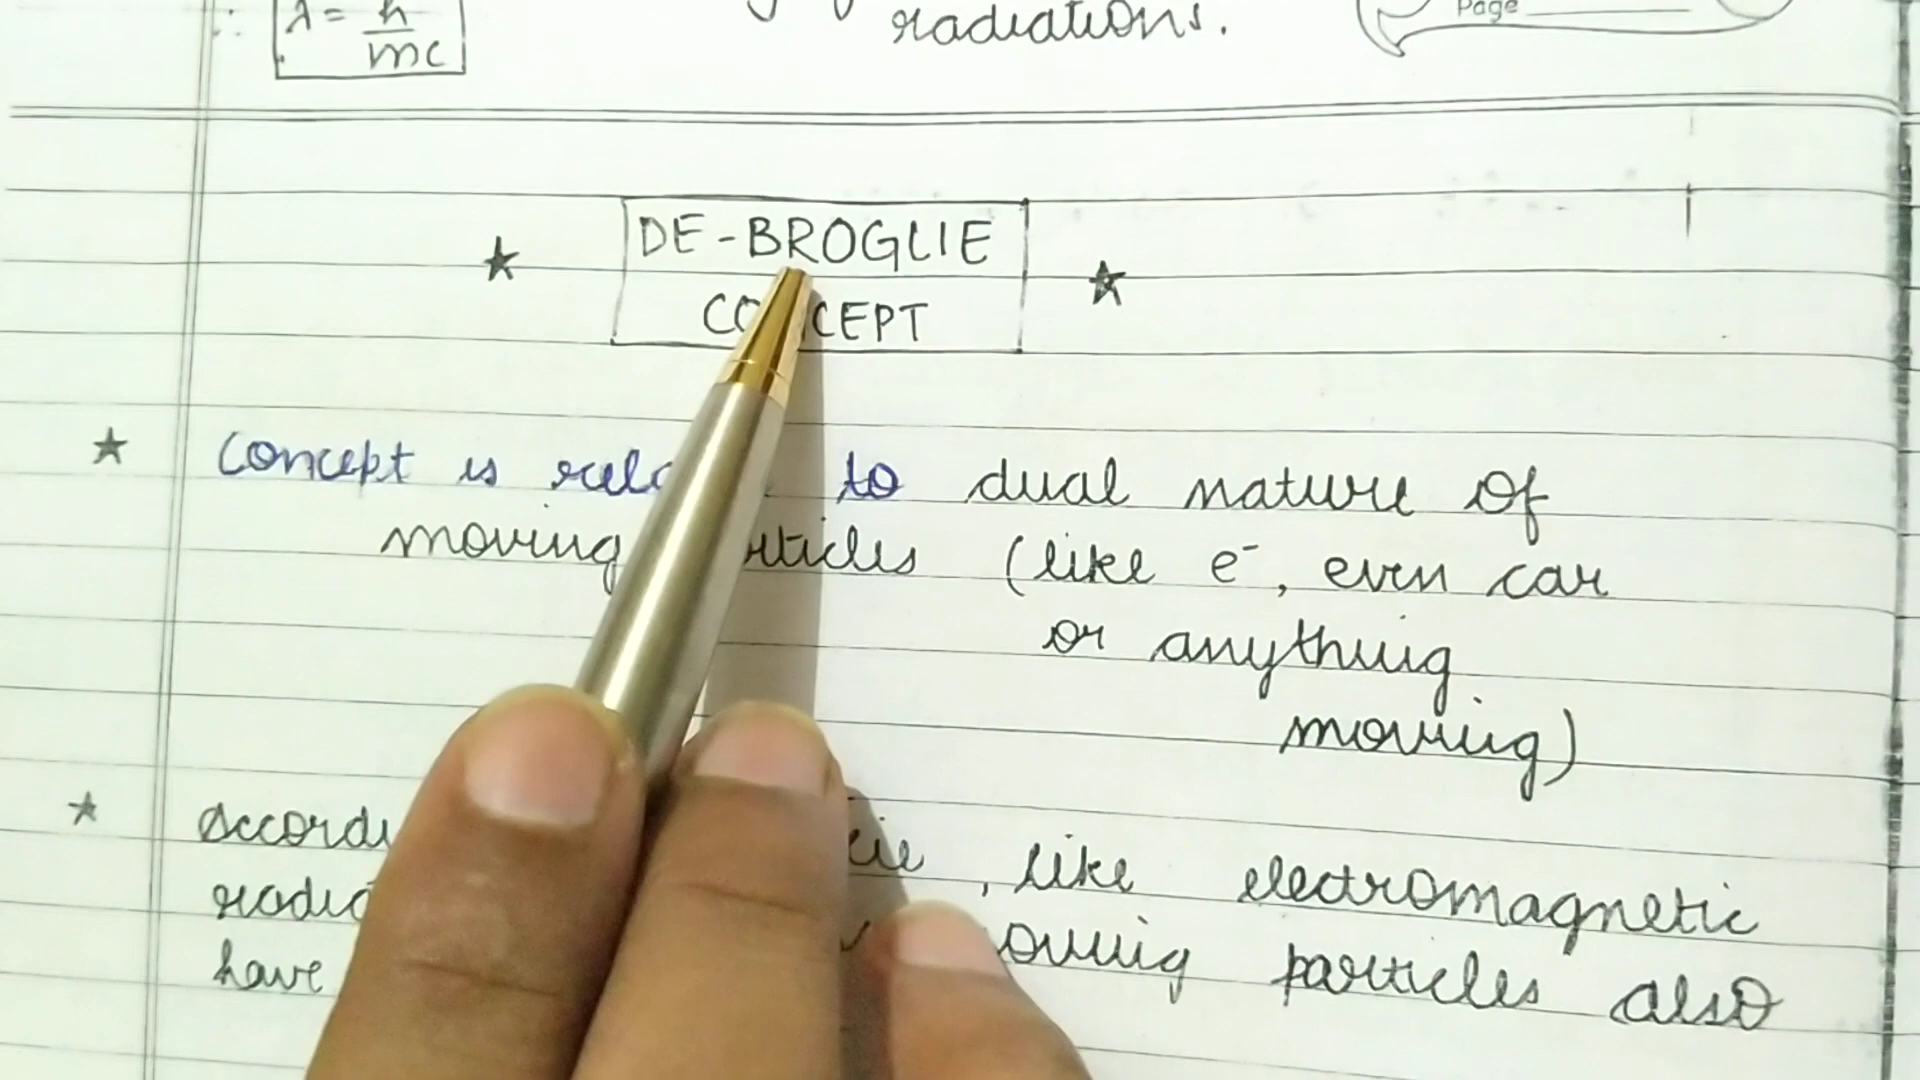 ∴ λ = h/mc
radiations.
Page
DE-BROGLIE
CONCEPT
Concept is to dual nature of
moving (like e⁻, even car
or anything
moving)
, like electromagnetic
have particles also